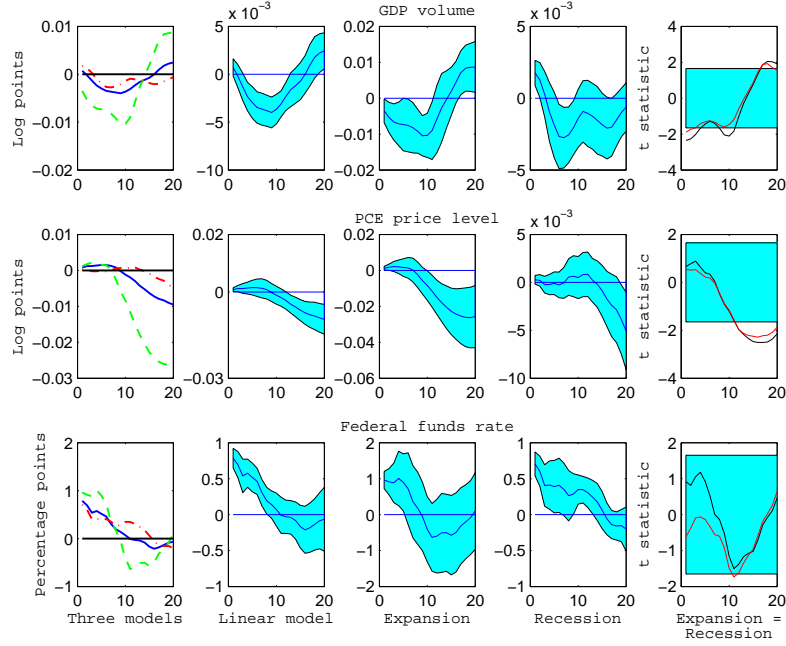 GDP volume
x 10⁻³
x 10⁻³
0.01
0
−0.01
−0.02
5
0
−5
−10
0.02
0.01
0
−0.01
−0.02
5
0
−5
4
2
0
−2
−4
0 10 20
0 10 20
0 10 20
0 10 20
0 10 20
Log points
t statistic
PCE price level
x 10⁻³
0.01
0
−0.01
−0.02
−0.03
0.02
0
−0.03
0.02
0
−0.02
−0.04
−0.06
5
0
−5
−10
4
2
0
−2
−4
0 10 20
0 10 20
0 10 20
0 10 20
0 10 20
Log points
t statistic
Federal funds rate
2
1
0
−1
1
0.5
0
−0.5
−1
2
1
0
−1
−2
1
0.5
0
−0.5
−1
2
1
0
−1
−2
0 10 20
0 10 20
0 10 20
0 10 20
0 10 20
Percentage points
t statistic
Three models
Linear model
Expansion
Recession
Expansion =
Recession